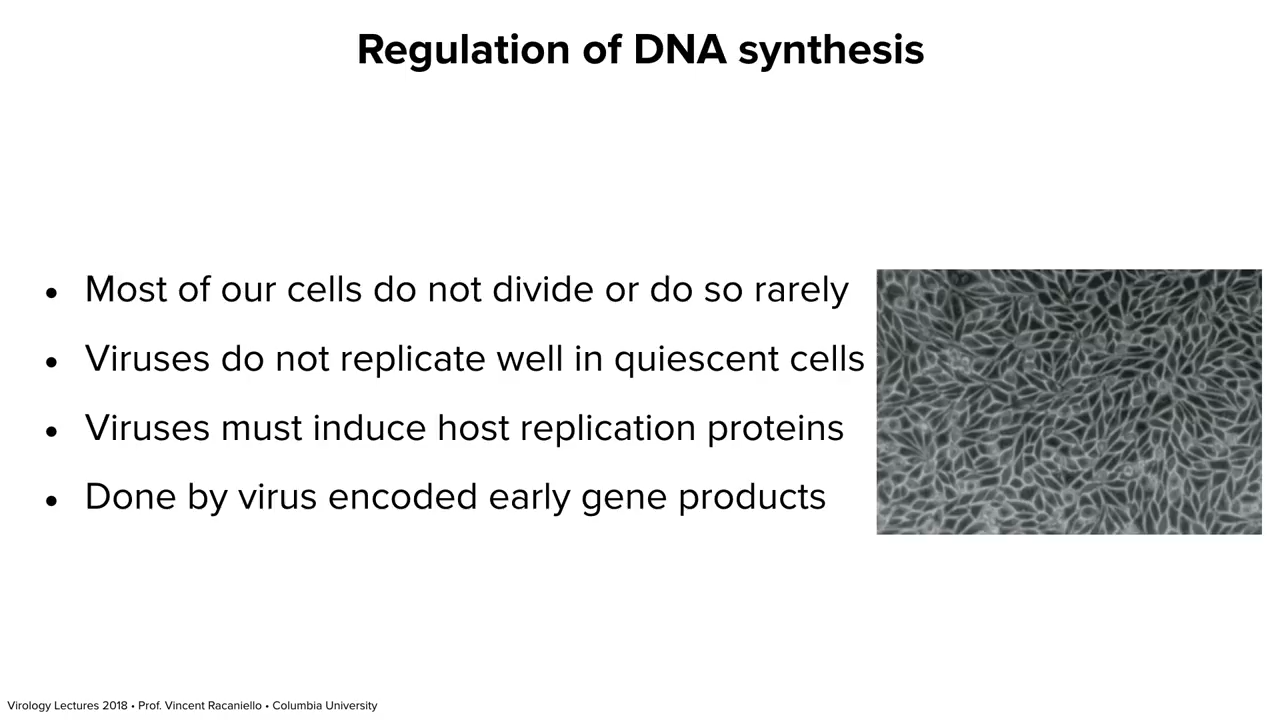 Regulation of DNA synthesis
• Most of our cells do not divide or do so rarely
• Viruses do not replicate well in quiescent cells
• Viruses must induce host replication proteins
• Done by virus encoded early gene products
Virology Lectures 2018 • Prof. Vincent Racaniello • Columbia University